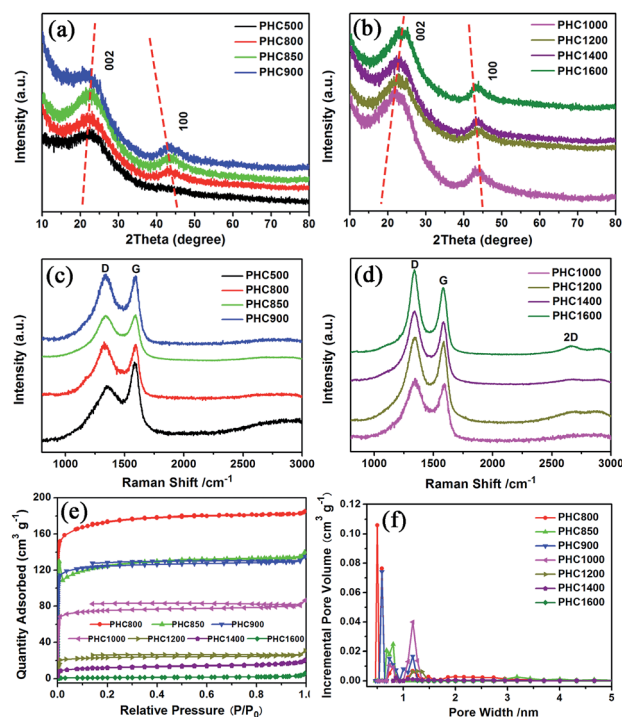 (a)
002
100
PHC500
PHC800
PHC850
PHC900
Intensity (a.u.)
10 20 30 40 50 60 70 80
2Theta (degree)
(b)
002
100
PHC1000
PHC1200
PHC1400
PHC1600
Intensity (a.u.)
10 20 30 40 50 60 70 80
2Theta (degree)
(c)
D
G
PHC500
PHC800
PHC850
PHC900
Intensity (a.u.)
1000 1500 2000 2500 3000
Raman Shift /cm-1
(d)
D
G
2D
PHC1000
PHC1200
PHC1400
PHC1600
Intensity (a.u.)
1000 1500 2000 2500 3000
Raman Shift /cm-1
(e)
Quantity Adsorbed (cm3 g-1)
200
160
120
80
40
0
PHC800 PHC850 PHC900
PHC1000 PHC1200 PHC1400 PHC1600
0.0 0.2 0.4 0.6 0.8 1.0
Relative Pressure (P/P0)
(f)
Incremental Pore Volume (cm3 g-1)
0.12
0.10
0.08
0.06
0.04
0.02
0.00
PHC800
PHC850
PHC900
PHC1000
PHC1200
PHC1400
PHC1600
1 2 3 4 5
Pore Width /nm